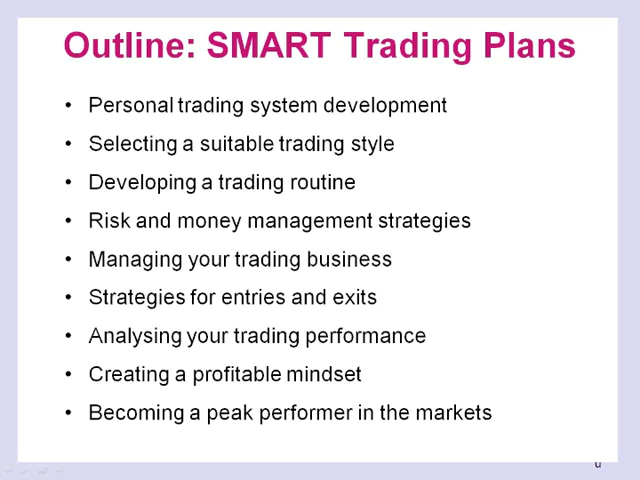 Outline: SMART Trading Plans
• Personal trading system development
• Selecting a suitable trading style
• Developing a trading routine
• Risk and money management strategies
• Managing your trading business
• Strategies for entries and exits
• Analysing your trading performance
• Creating a profitable mindset
• Becoming a peak performer in the markets